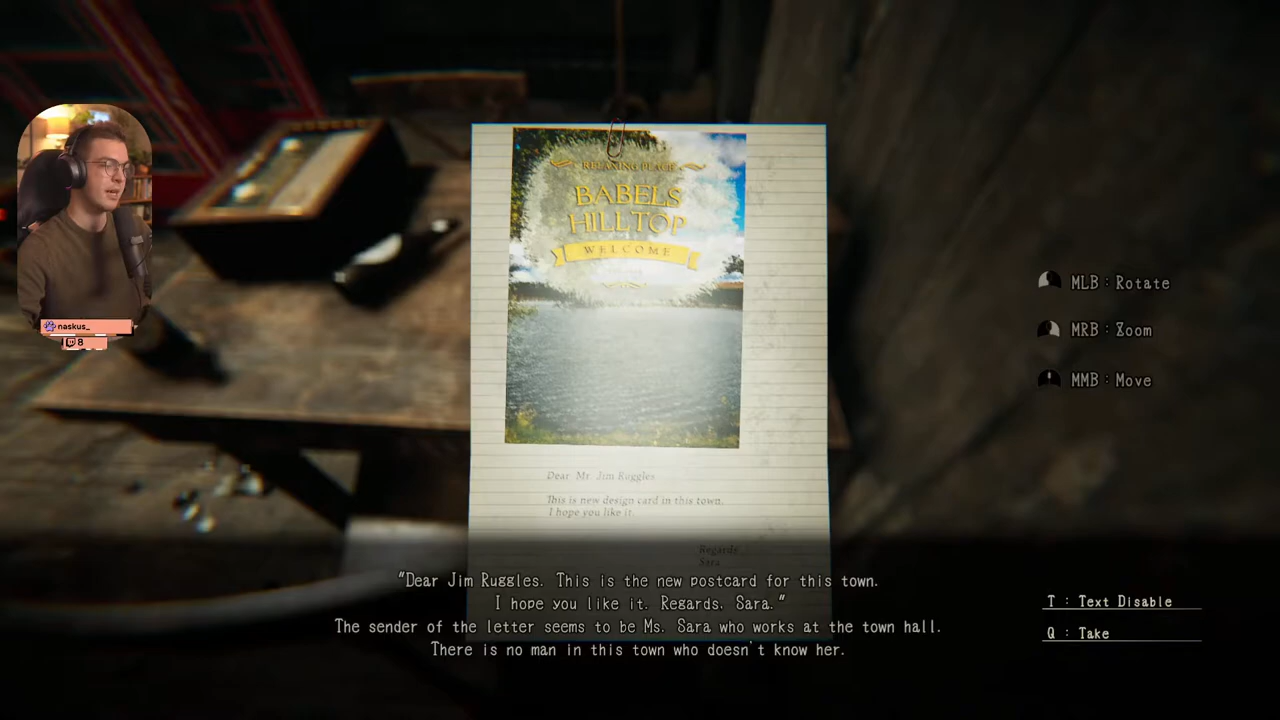 RELAXING PLACE
BABELS
HILLTOP
WELCOME
Dear Mr Jim Ruggles
This is new design card in this town.
I hope you like it.
Regards
Sara
naskus_
8
MLB : Rotate
MRB : Zoom
MMB : Move
"Dear Jim Ruggles. This is the new postcard for this town.
I hope you like it. Regards. Sara."
The sender of the letter seems to be Ms. Sara who works at the town hall.
There is no man in this town who doesn't know her.
T : Text Disable
Q : Take